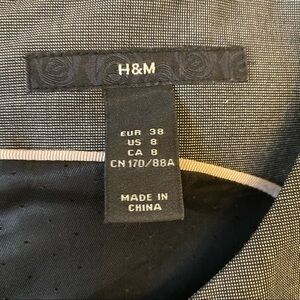 H&M
EUR 38
US 8
CA 8
CN 170/88A
MADE IN
CHINA